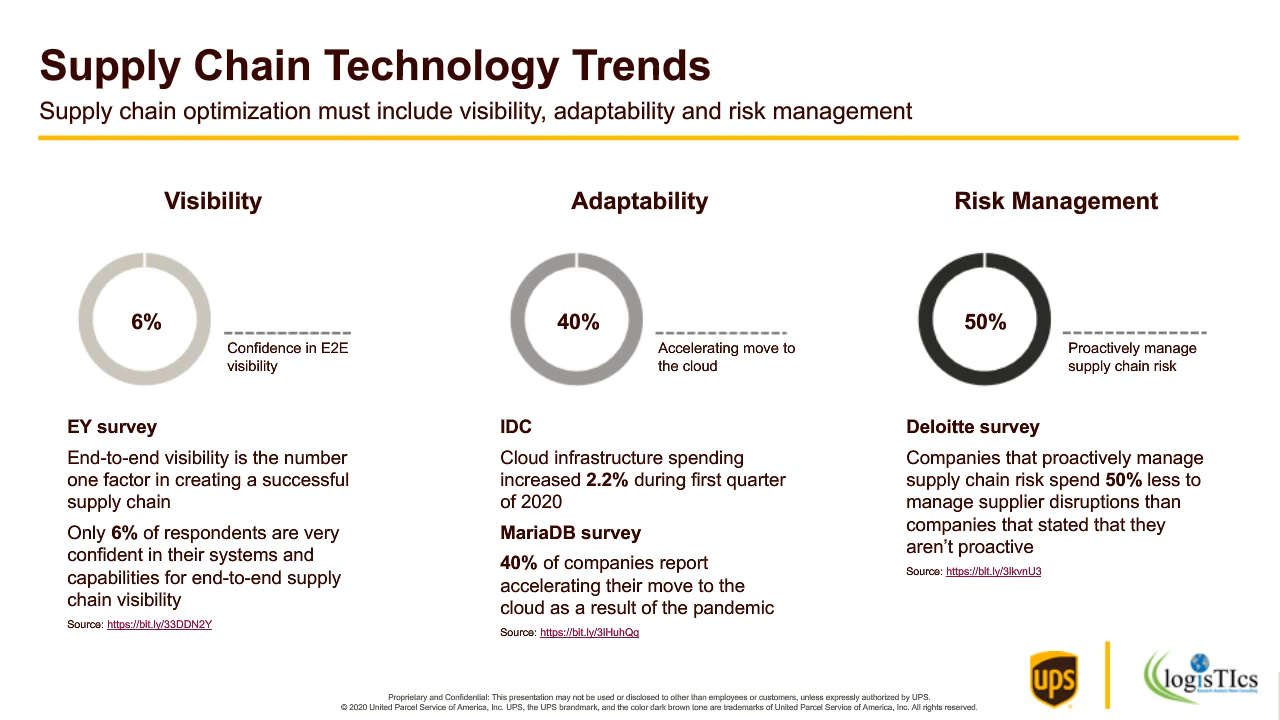 Supply Chain Technology Trends
Supply chain optimization must include visibility, adaptability and risk management
Visibility
6%
Confidence in E2E
visibility
EY survey
End-to-end visibility is the number
one factor in creating a successful
supply chain
Only 6% of respondents are very
confident in their systems and
capabilities for end-to-end supply
chain visibility
Source: https://bit.ly/33DDN2Y
Adaptability
40%
Accelerating move to
the cloud
IDC
Cloud infrastructure spending
increased 2.2% during first quarter
of 2020
MariaDB survey
40% of companies report
accelerating their move to the
cloud as a result of the pandemic
Source: https://bit.ly/3lHuhQq
Risk Management
50%
Proactively manage
supply chain risk
Deloitte survey
Companies that proactively manage
supply chain risk spend 50% less to
manage supplier disruptions than
companies that stated that they
aren’t proactive
Source: https://bit.ly/3lkvnU3
ups
logisTIcs
Proprietary and Confidential: This presentation may not be used or disclosed to other than employees or customers, unless expressly authorized by UPS.
© 2020 United Parcel Service of America, Inc. UPS, the UPS brandmark, and the color dark brown tone are trademarks of United Parcel Service of America, Inc. All rights reserved.